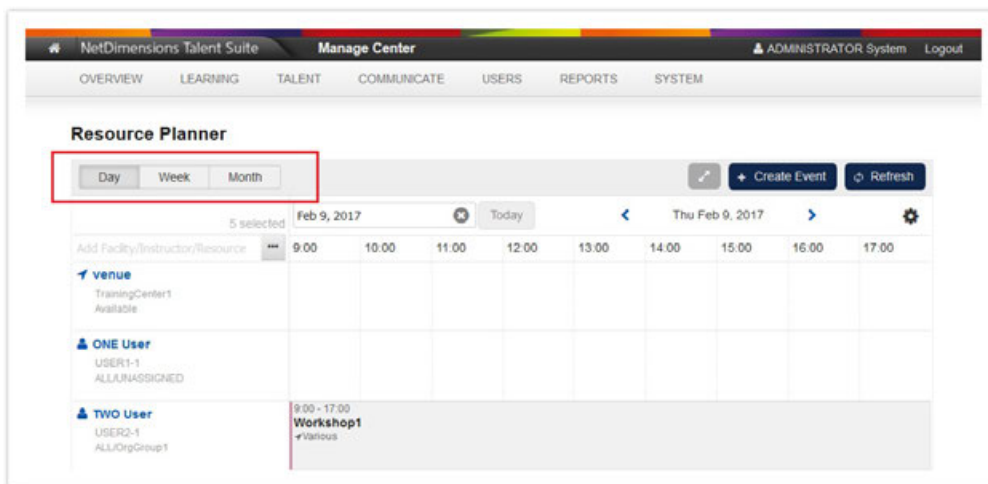 NetDimensions Talent Suite Manage Center ADMINISTRATOR System Logout
OVERVIEW LEARNING TALENT COMMUNICATE USERS REPORTS SYSTEM
Resource Planner
Day Week Month + Create Event Refresh
5 selected Feb 9, 2017 Today Thu Feb 9, 2017
Add Facility/Instructor/Resource ••• 9:00 10:00 11:00 12:00 13:00 14:00 15:00 16:00 17:00
venue
TrainingCenter1
Available
ONE User
USER1-1
ALL/UNASSIGNED
TWO User
USER2-1
ALL/OrgGroup1
9:00 - 17:00
Workshop1
Various